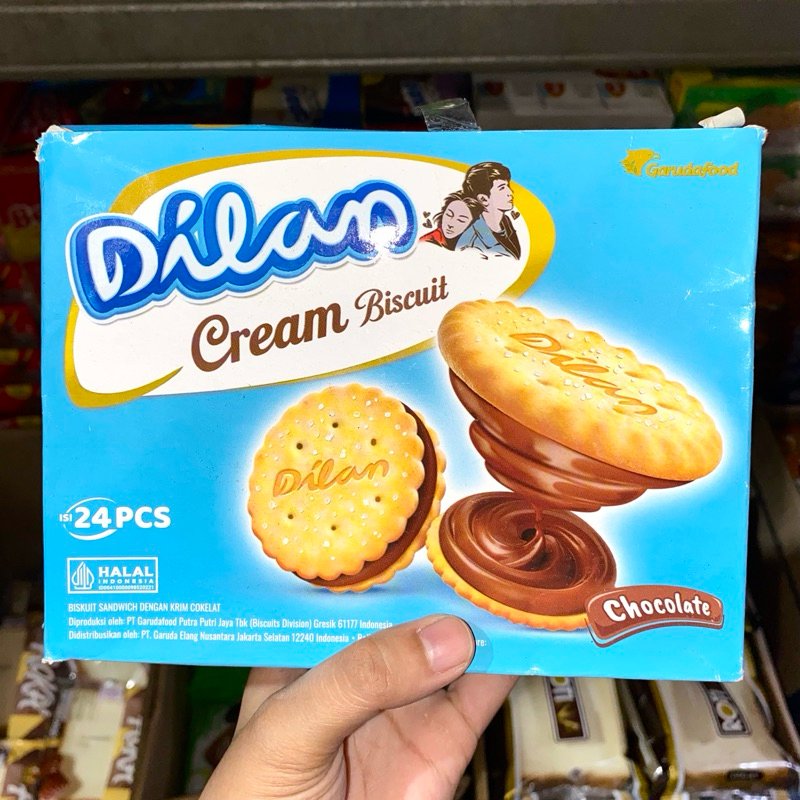 Garudafood
Dilan
Cream Biscuit
Dilan
Dilan
ISI 24 PCS
HALAL
INDONESIA
Chocolate
BISKUIT SANDWICH DENGAN KRIM COKELAT
Diproduksi oleh: PT Garudafood Putra Putri Jaya Tbk (Biscuits Division) Gresik 61177 Indonesia
Didistribusikan oleh: PT. Garuda Elang Nusantara Jakarta Selatan 12240 Indonesia •